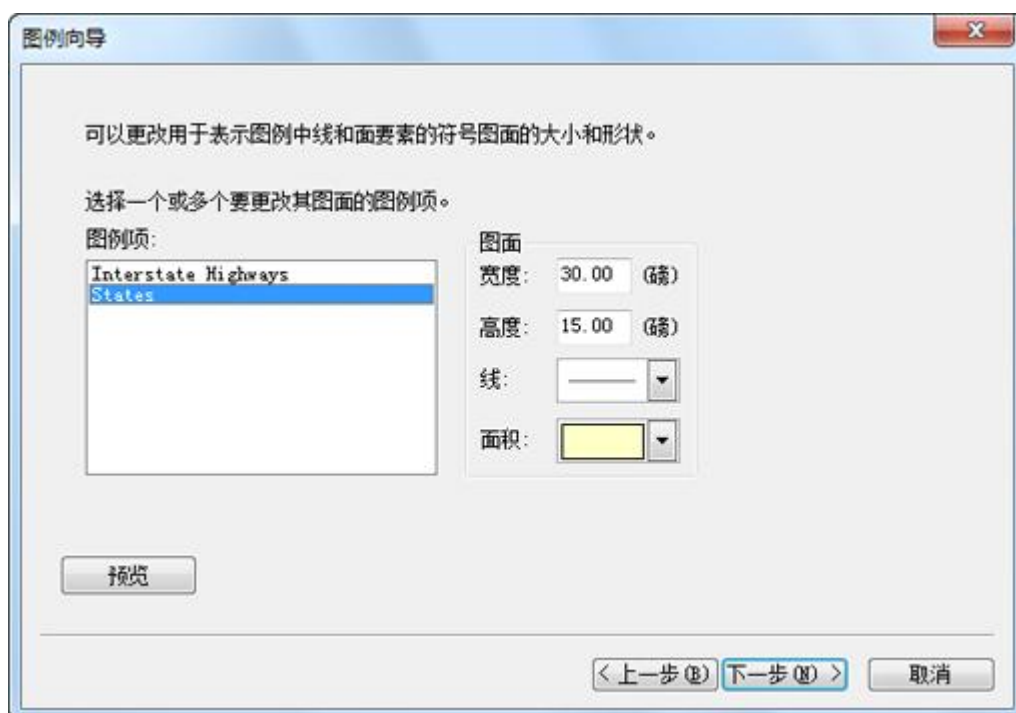 图例向导
可以更改用于表示图例中线和面要素的符号图面的大小和形状。
选择一个或多个要更改其图面的图例项。
图例项:
Interstate Highways
States
图面
宽度: 30.00 (磅)
高度: 15.00 (磅)
线:
面积:
预览
< 上一步(B) 下一步(N) > 取消